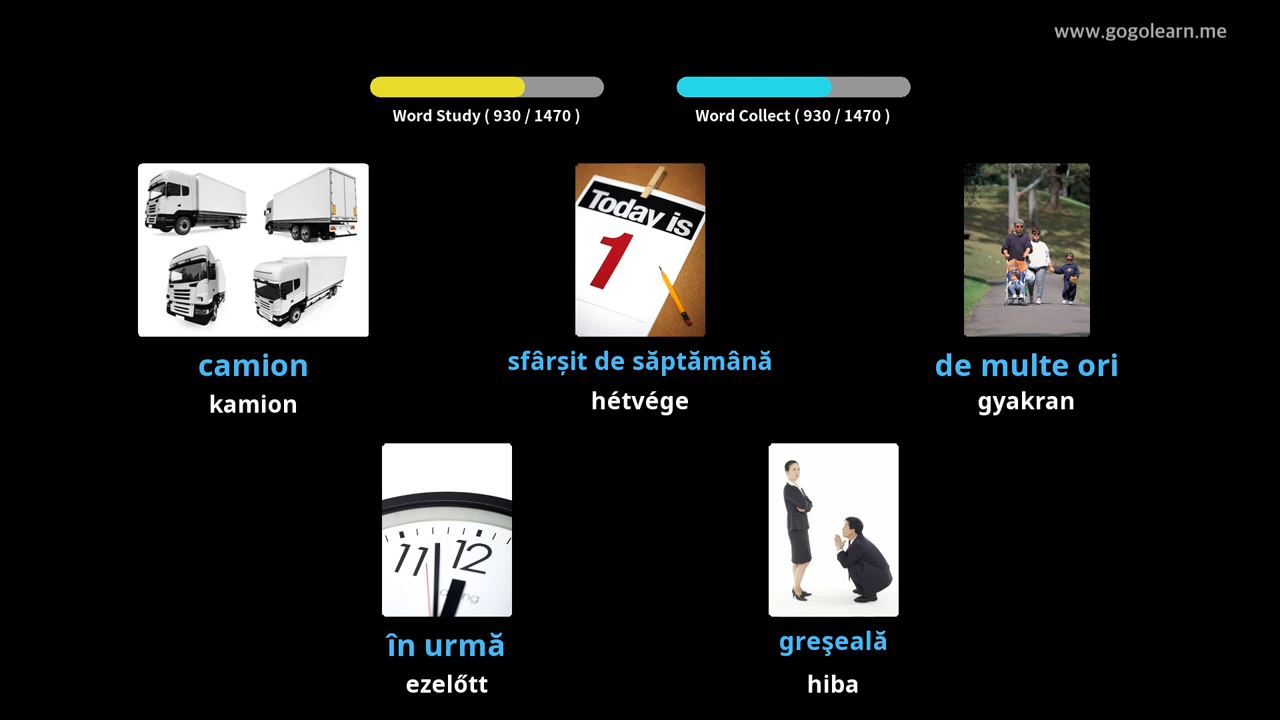 www.gogolearn.me
Word Study ( 930 / 1470 )
Word Collect ( 930 / 1470 )
Today is
1
camion
kamion
sfârșit de săptămână
hétvége
de multe ori
gyakran
11 12
în urmă
ezelőtt
greşeală
hiba